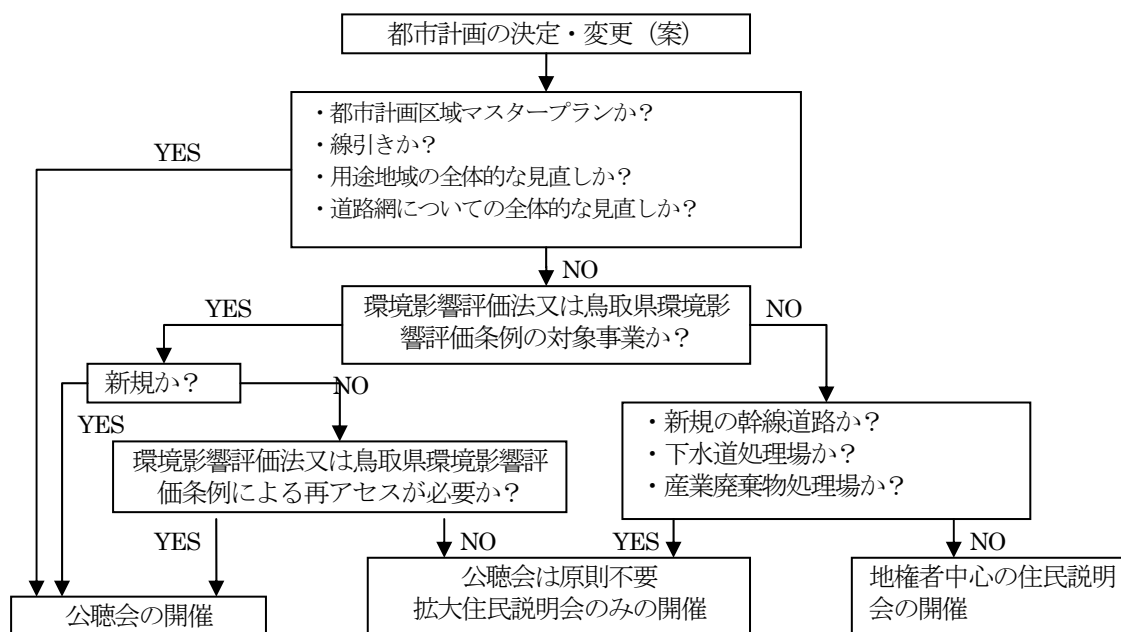 都市計画の決定・変更（案）
・都市計画区域マスタープランか？
・線引きか？
・用途地域の全体的な見直しか？
・道路網についての全体的な見直しか？
YES
NO
環境影響評価法又は鳥取県環境影
響評価条例の対象事業か？
YES
NO
新規か？
NO
YES
・新規の幹線道路か？
・下水道処理場か？
・産業廃棄物処理場か？
環境影響評価法又は鳥取県環境影響評
価条例による再アセスが必要か？
YES
NO
YES
NO
公聴会の開催
公聴会は原則不要
拡大住民説明会のみの開催
地権者中心の住民説明
会の開催